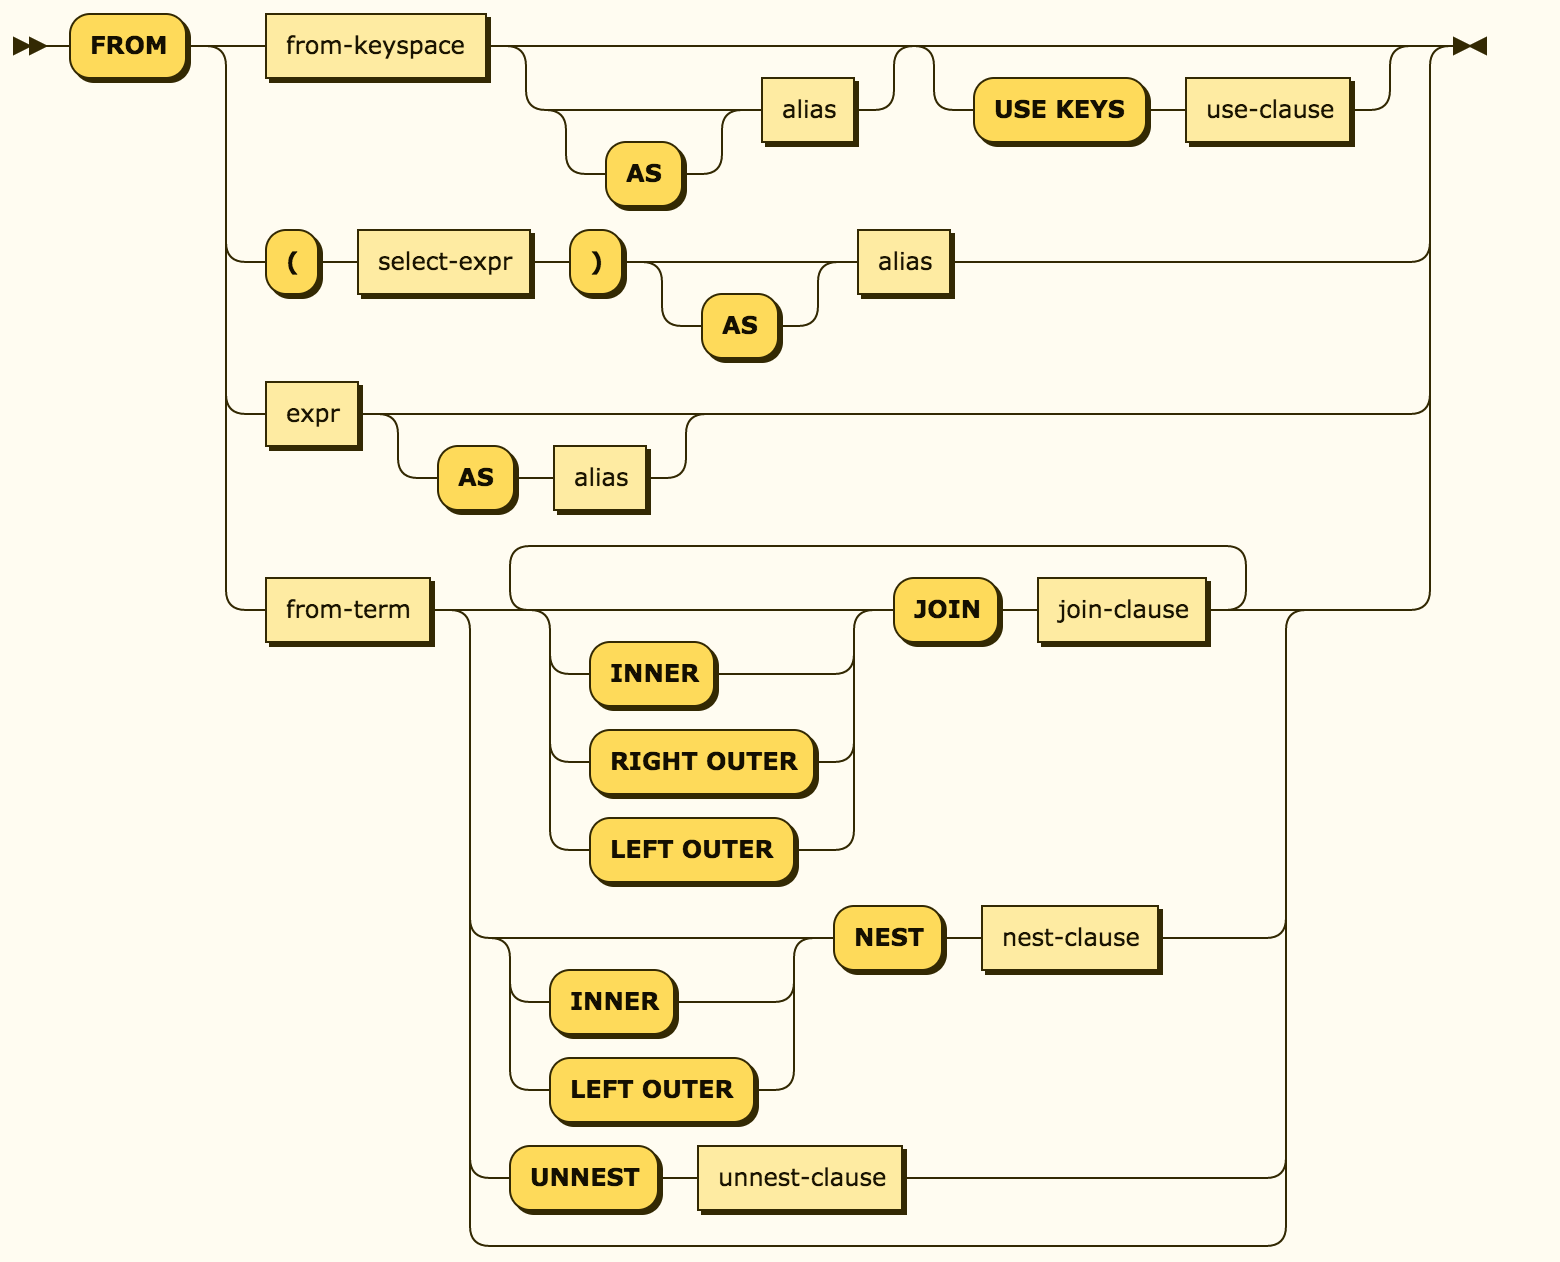 FROM from-keyspace
alias USE KEYS use-clause
AS
( select-expr ) alias
AS
expr
AS alias
from-term JOIN join-clause
INNER
RIGHT OUTER
LEFT OUTER
NEST nest-clause
INNER
LEFT OUTER
UNNEST unnest-clause